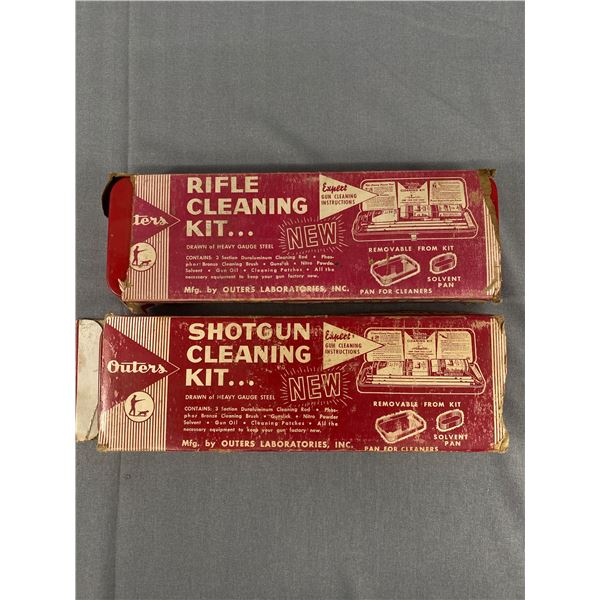 RIFLE
CLEANING
KIT...
DRAWN of HEAVY GAUGE STEEL
CONTAINS: 3 Section Duraluminum Cleaning Rod • Phos-
phor Bronze Cleaning Brush • Gunslick • Nitro Powder
Solvent • Gun Oil • Cleaning Patches • All the
necessary equipment to keep your gun factory new.
Mfg. by OUTERS LABORATORIES, INC.
uters
NEW
Expert
GUN CLEANING
INSTRUCTIONS
REMOVABLE FROM KIT
SOLVENT
PAN
PAN FOR CLEANERS
Outers
SHOTGUN
CLEANING
KIT...
DRAWN of HEAVY GAUGE STEEL
CONTAINS: 3 Section Duraluminum Cleaning Rod • Phos-
phor Bronze Cleaning Brush • Gunslick • Nitro Powder
Solvent • Gun Oil • Cleaning Patches • All the
necessary equipment to keep your gun factory new.
Mfg. by OUTERS LABORATORIES, INC.
NEW
Expert
GUN CLEANING
INSTRUCTIONS
REMOVABLE FROM KIT
SOLVENT
PAN
PAN FOR CLEANERS